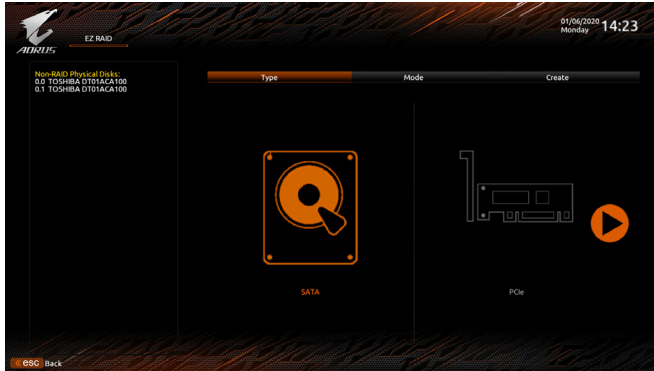 01/06/2020
Monday
14:23
EZ RAID
AORUS
Non-RAID Physical Disks:
0.0 TOSHIBA DT01ACA100
0.1 TOSHIBA DT01ACA100
Type
Mode
Create
SATA
PCIe
esc Back